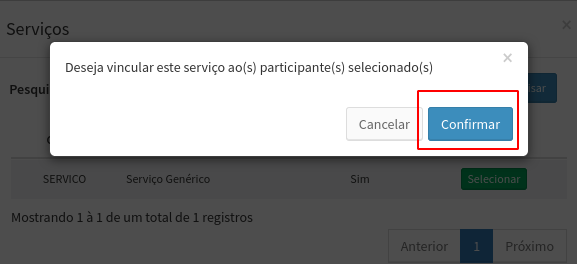 Serviços
×
×
Deseja vincular este serviço ao(s) participante(s) selecionado(s)
Pesqui
Cancelar
Confirmar
SERVICO Serviço Genérico Sim Selecionar
Mostrando 1 à 1 de um total de 1 registros
Anterior 1 Próximo